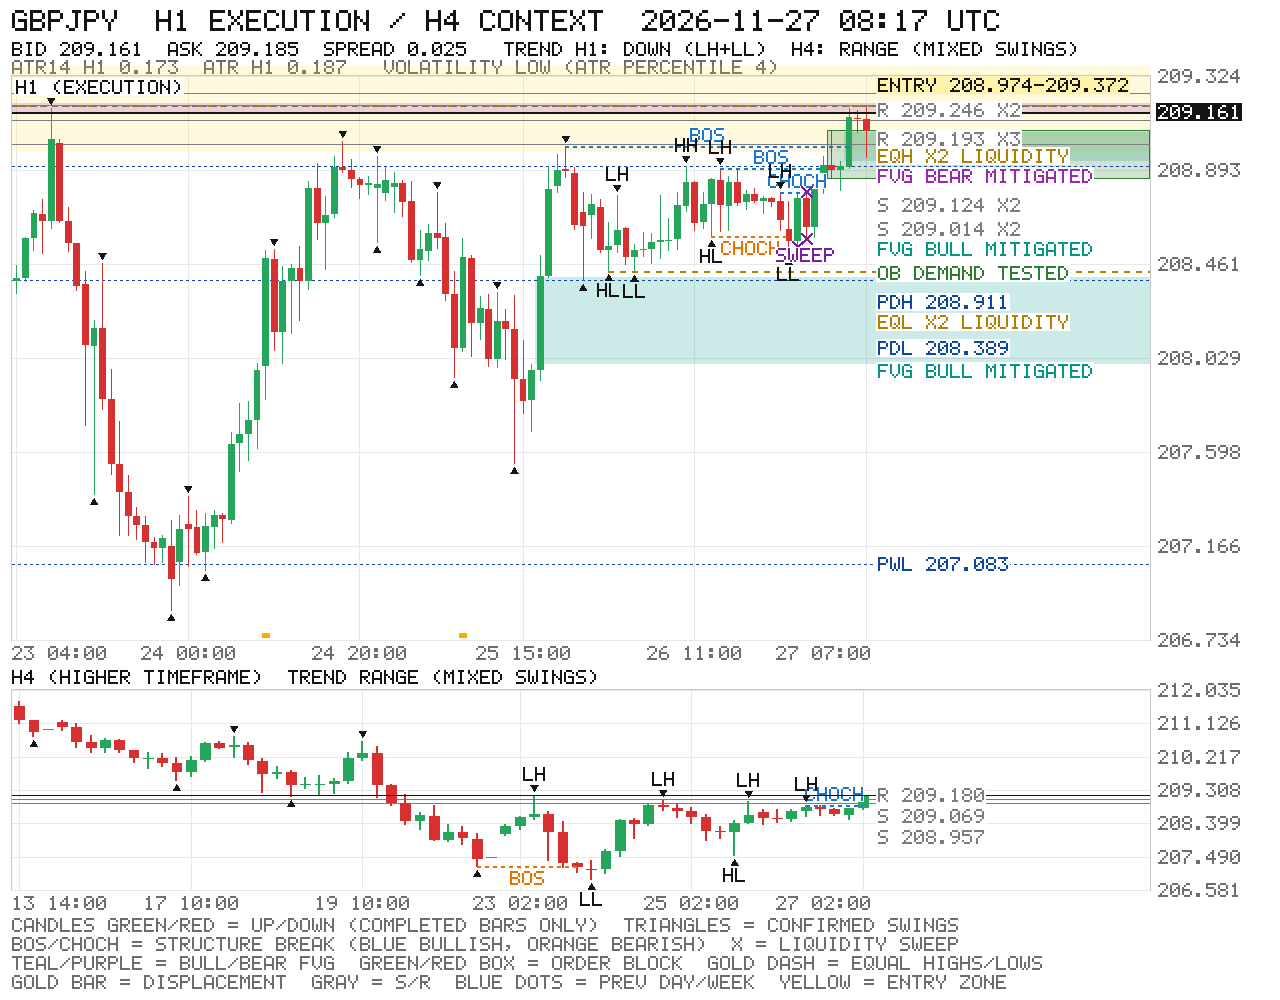 GBPJPY  H1 EXECUTION / H4 CONTEXT  2026-11-27 08:17 UTC
BID 209.161  ASK 209.185  SPREAD 0.025  TREND H1: DOWN (LH+LL)  H4: RANGE (MIXED SWINGS)
ATR14 H1 0.173  ATR H1 0.187  VOLATILITY LOW (ATR PERCENTILE 4)
209.324
H1 (EXECUTION)
ENTRY 208.974-209.372
R 209.246 X2
209.161
BOS
R 209.193 X3
HH LH
BOS
EQH X2 LIQUIDITY
LH
LH
208.893
CHOCH
FVG BEAR MITIGATED
S 209.124 X2
S 209.014 X2
CHOCH
HL
SWEEP
FVG BULL MITIGATED
208.461
LL
OB DEMAND TESTED
HL LL
PDH 208.911
EQL X2 LIQUIDITY
PDL 208.389
208.029
FVG BULL MITIGATED
207.598
207.166
PWL 207.083
206.734
23 04:00  24 00:00  24 20:00  25 15:00  26 11:00  27 07:00
H4 (HIGHER TIMEFRAME)  TREND RANGE (MIXED SWINGS)
212.035
211.126
210.217
LH LH LH LH
209.308
CHOCH
R 209.180
S 209.069
208.399
S 208.957
207.490
BOS
HL
206.581
LL
13 14:00  17 10:00  19 10:00  23 02:00  25 02:00  27 02:00
CANDLES GREEN/RED = UP/DOWN (COMPLETED BARS ONLY)  TRIANGLES = CONFIRMED SWINGS
BOS/CHOCH = STRUCTURE BREAK (BLUE BULLISH, ORANGE BEARISH)  X = LIQUIDITY SWEEP
TEAL/PURPLE = BULL/BEAR FVG  GREEN/RED BOX = ORDER BLOCK  GOLD DASH = EQUAL HIGHS/LOWS
GOLD BAR = DISPLACEMENT  GRAY = S/R  BLUE DOTS = PREV DAY/WEEK  YELLOW = ENTRY ZONE